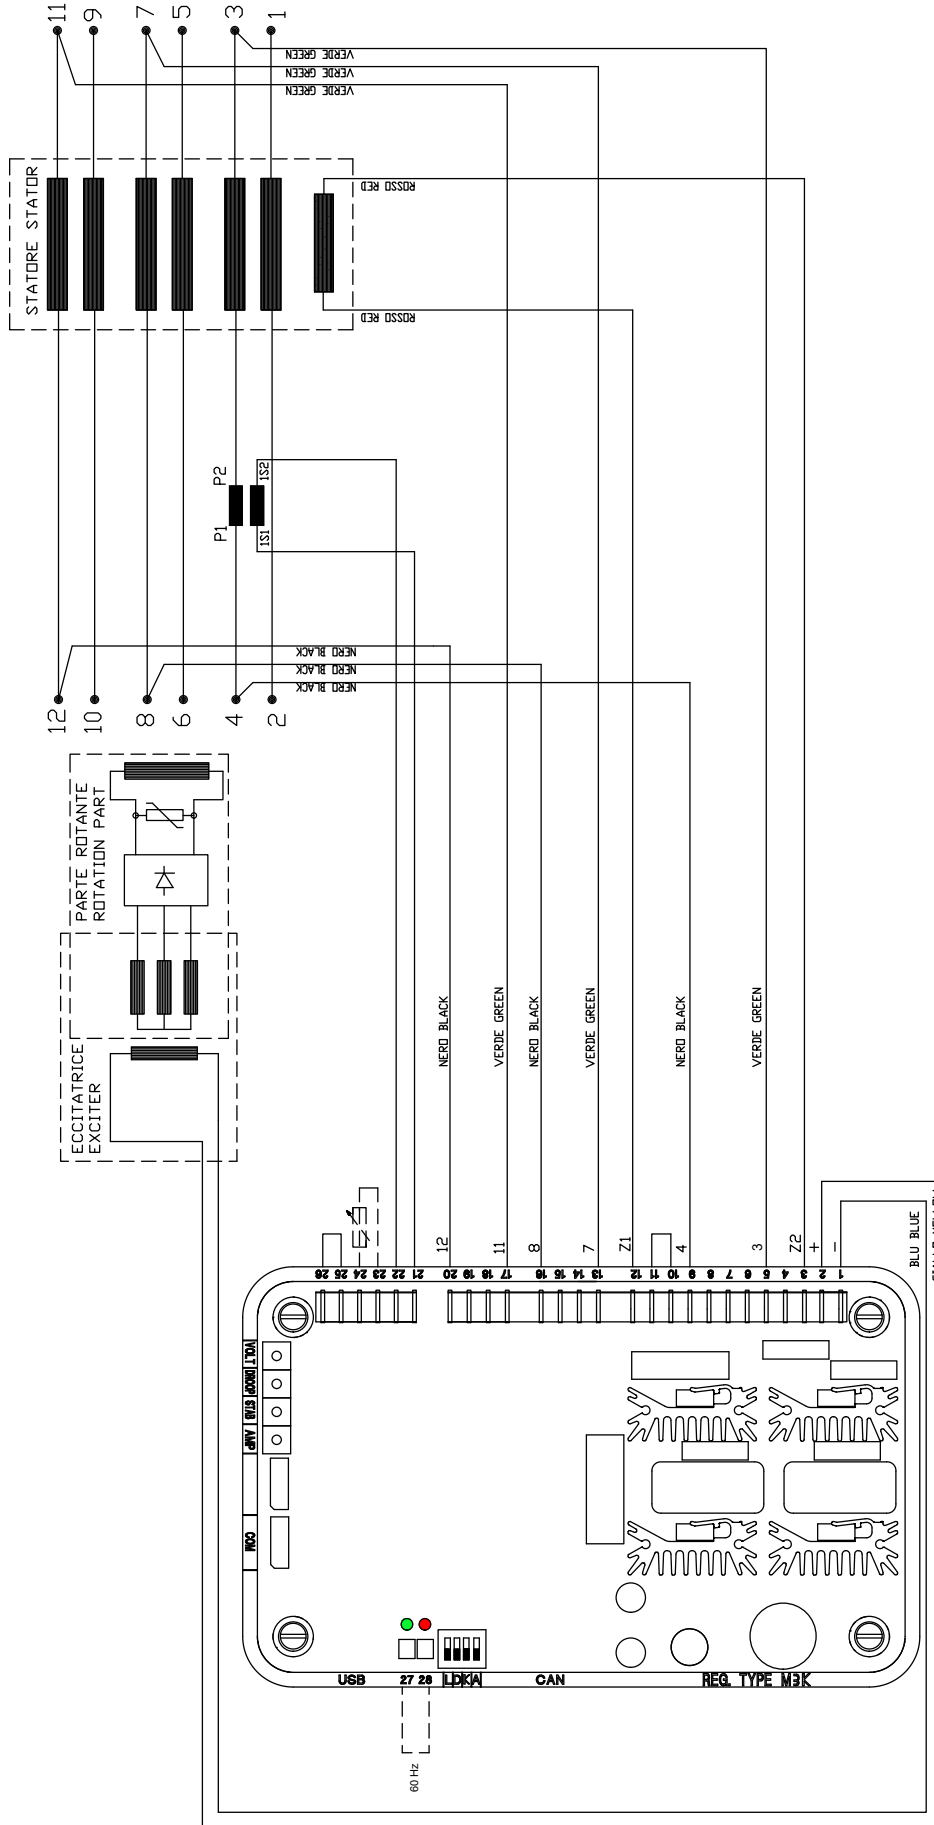 11
9
7
5
3
1
VERDE GREEN
VERDE GREEN
VERDE GREEN
STATORE STATOR
ROSSO RED
ROSSO RED
P2
1S2
P1
1S1
NERO BLACK
NERO BLACK
NERO BLACK
12
10
8
6
4
2
PARTE ROTANTE
ROTATION PART
ECCITATRICE
EXCITER
NERO BLACK
VERDE GREEN
NERO BLACK
VERDE GREEN
NERO BLACK
VERDE GREEN
12
11
8
7
Z1
4
3
Z2
+
-
BLU BLUE
26 25 24 23 22 21 20 19 18 17 16 15 14 13 12 11 10 9 8 7 6 5 4 3 2 1
VOLT DROOP STAB AMP
COM
USB
27 28
LDKA
CAN
REG. TYPE M3K
60 Hz